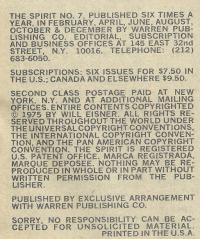 THE SPIRIT NO. 7, PUBLISHED SIX TIMES A
YEAR, IN FEBRUARY, APRIL, JUNE, AUGUST,
OCTOBER & DECEMBER BY WARREN PUB-
LISHING CO. EDITORIAL, SUBSCRIPTION
AND BUSINESS OFFICES AT 145 EAST 32nd
STREET, N.Y. 10016. TELEPHONE: (212)
683-6050.
SUBSCRIPTIONS: SIX ISSUES FOR $7.50 IN
THE U.S.; CANADA AND ELSEWHERE $9.50.
SECOND CLASS POSTAGE PAID AT NEW
YORK, N.Y. AND AT ADDITIONAL MAILING
OFFICES. ENTIRE CONTENTS COPYRIGHTED
© 1975 BY WILL EISNER. ALL RIGHTS RE-
SERVED THROUGHOUT THE WORLD UNDER
THE UNIVERSAL COPYRIGHT CONVENTIONS,
THE INTERNATIONAL COPYRIGHT CONVEN-
TION, AND THE PAN AMERICAN COPYRIGHT
CONVENTION. THE SPIRIT IS REGISTERED
U.S. PATENT OFFICE. MARCA REGISTRADA,
MARQUE DEPOSEE. NOTHING MAY BE RE-
PRODUCED IN WHOLE OR IN PART WITHOUT
WRITTEN PERMISSION FROM THE PUB-
LISHER.
PUBLISHED BY EXCLUSIVE ARRANGEMENT
WITH WARREN PUBLISHING CO.
SORRY, NO RESPONSIBILITY CAN BE AC-
CEPTED FOR UNSOLICITED MATERIAL.
PRINTED IN THE U.S.A.